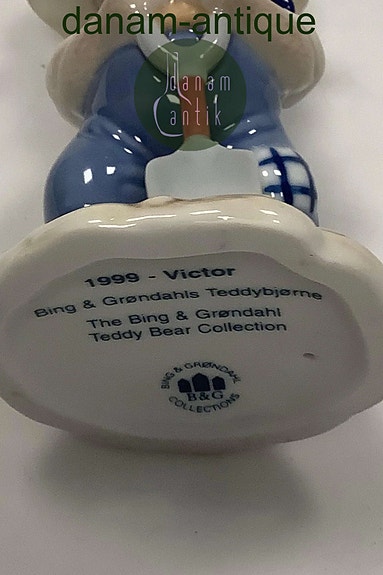 danam-antique
danam
antik
1999 - Victor
Bing & Grøndahls Teddybjørne
The Bing & Grøndahl
Teddy Bear Collection
BING & GRØNDAHL
B&G
COLLECTIONS